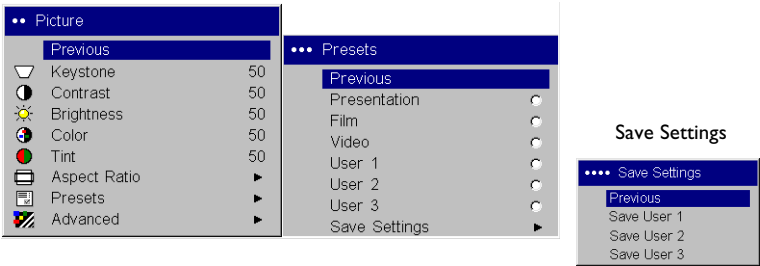 Picture
Previous
Keystone 50
Contrast 50
Brightness 50
Color 50
Tint 50
Aspect Ratio
Presets
Advanced
Presets
Previous
Presentation
Film
Video
User 1
User 2
User 3
Save Settings
Save Settings
Save Settings
Previous
Save User 1
Save User 2
Save User 3